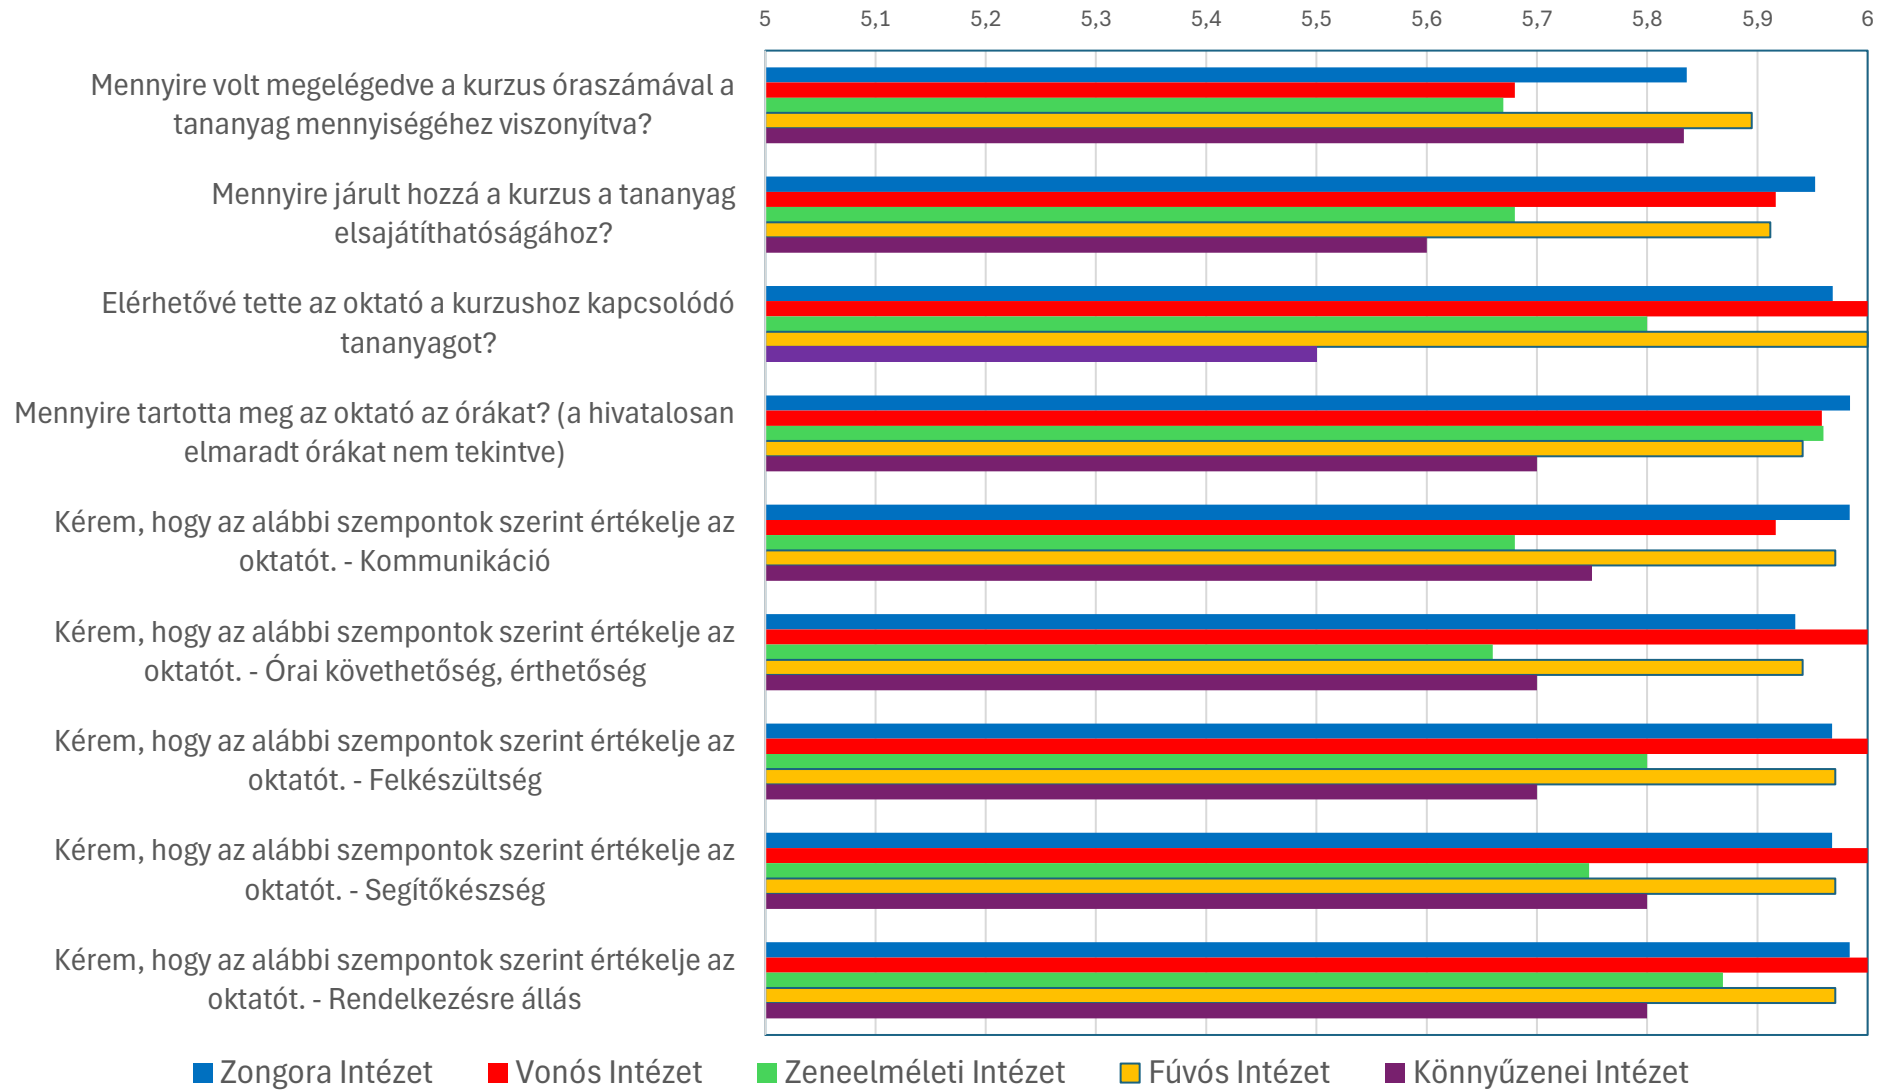 5 5,1 5,2 5,3 5,4 5,5 5,6 5,7 5,8 5,9 6
Mennyire volt megelégedve a kurzus óraszámával a
tananyag mennyiségéhez viszonyítva?
Mennyire járult hozzá a kurzus a tananyag
elsajátíthatóságához?
Elérhetővé tette az oktató a kurzushoz kapcsolódó
tananyagot?
Mennyire tartotta meg az oktató az órákat? (a hivatalosan
elmaradt órákat nem tekintve)
Kérem, hogy az alábbi szempontok szerint értékelje az
oktatót. - Kommunikáció
Kérem, hogy az alábbi szempontok szerint értékelje az
oktatót. - Órai követhetőség, érthetőség
Kérem, hogy az alábbi szempontok szerint értékelje az
oktatót. - Felkészültség
Kérem, hogy az alábbi szempontok szerint értékelje az
oktatót. - Segítőkészség
Kérem, hogy az alábbi szempontok szerint értékelje az
oktatót. - Rendelkezésre állás
Zongora Intézet Vonós Intézet Zeneelméleti Intézet Fúvós Intézet Könnyűzenei Intézet